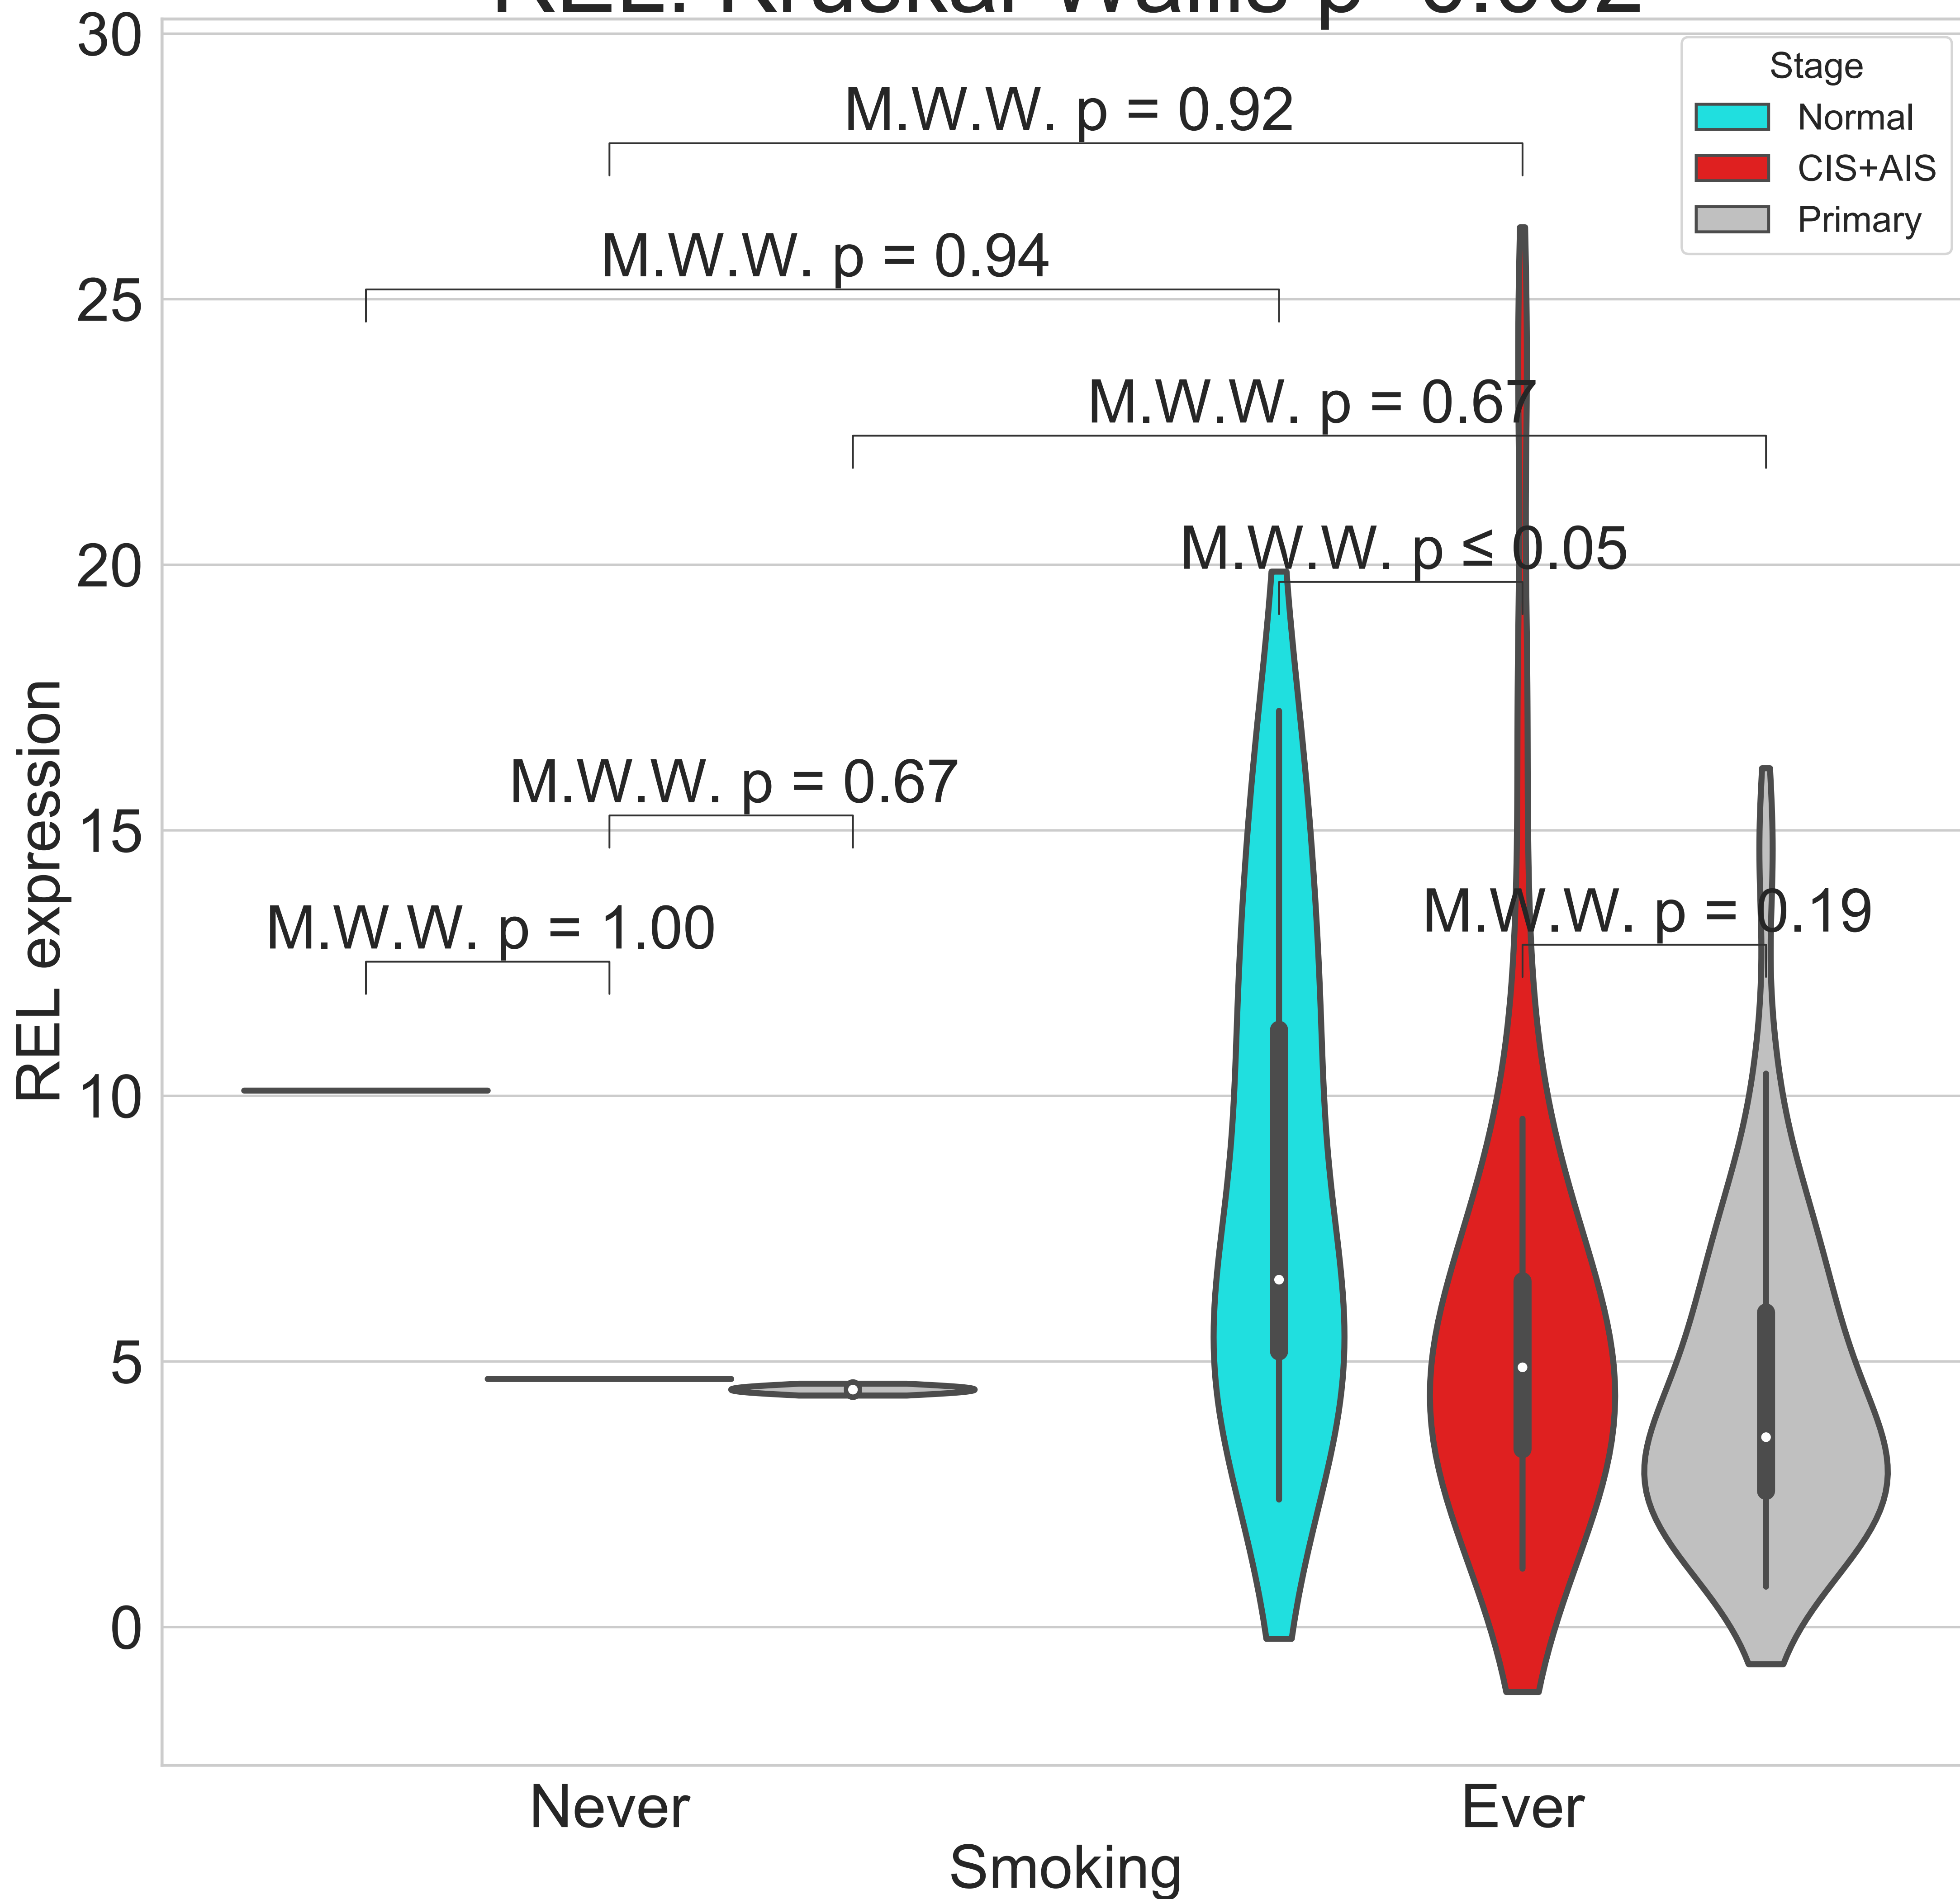 30
Stage
Normal
CIS+AIS
Primary
M.W.W. p = 0.92
M.W.W. p = 0.94
25
M.W.W. p = 0.67
M.W.W. p ≤ 0.05
20
M.W.W. p = 0.67
15
M.W.W. p = 0.19
M.W.W. p = 1.00
10
REL expression
5
0
Never
Ever
Smoking